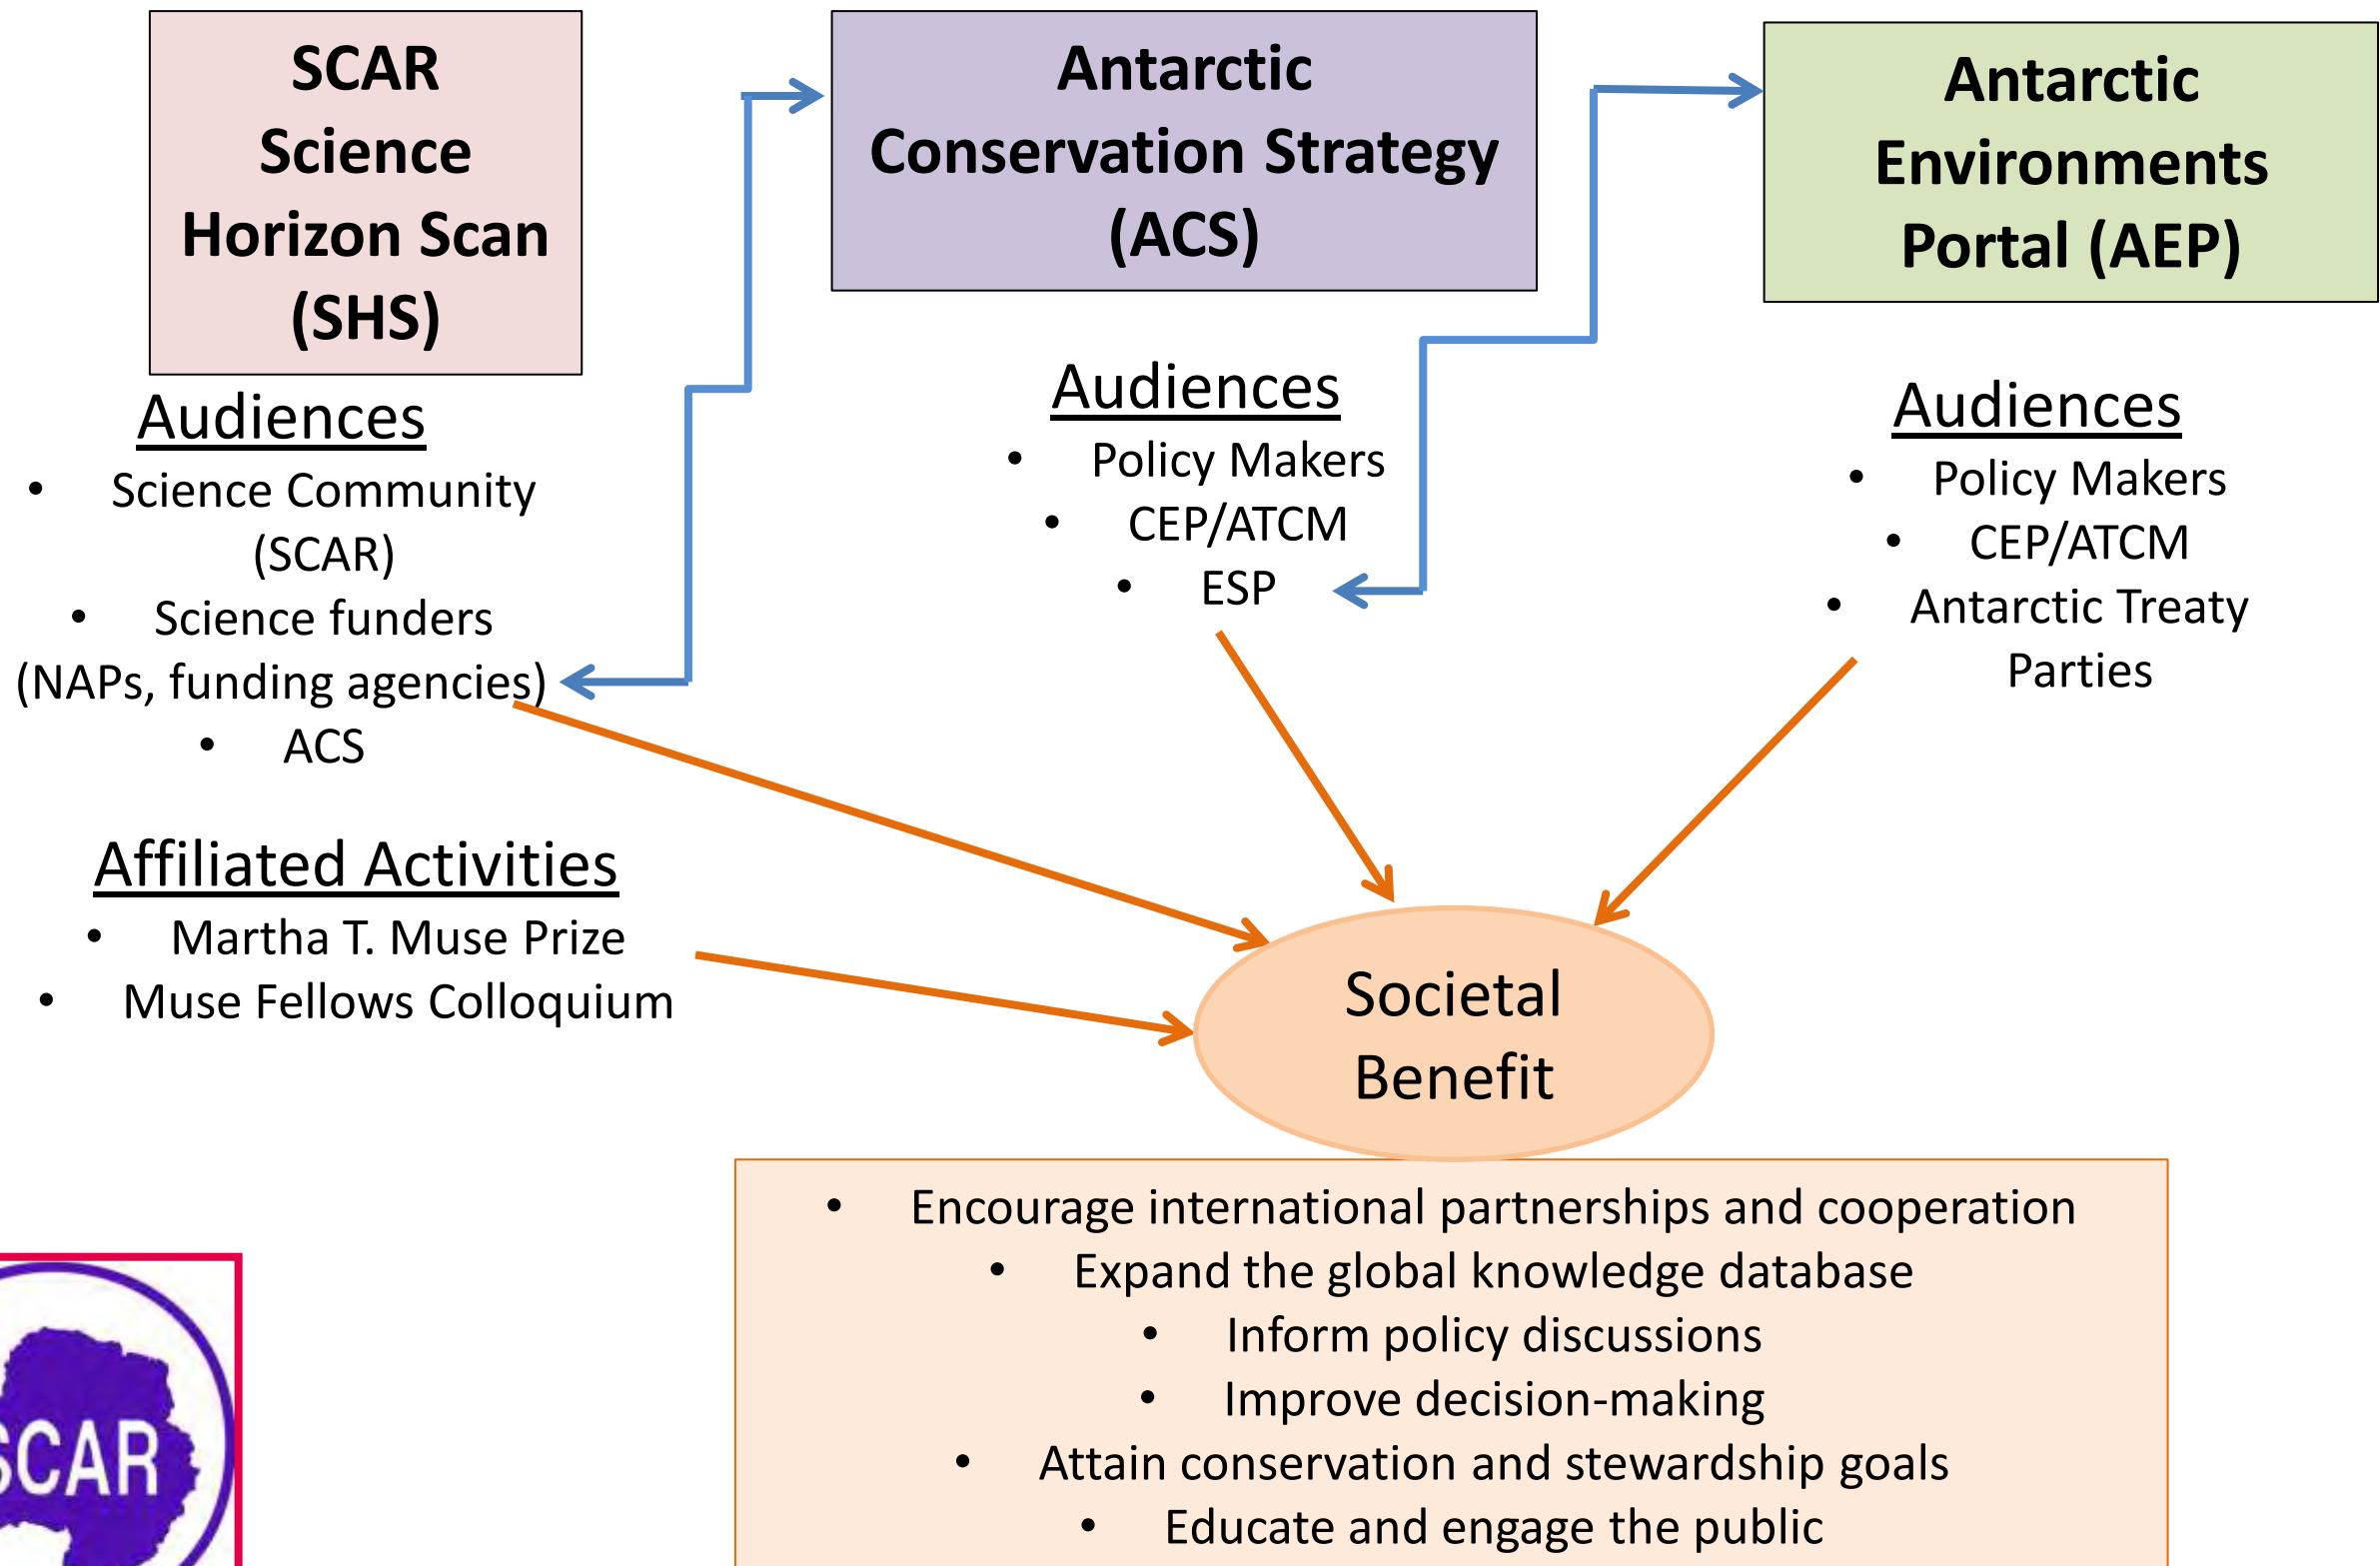 SCAR
Science
Horizon Scan
(SHS)
Audiences
• Science Community
(SCAR)
• Science funders
(NAPs, funding agencies)
• ACS
Affiliated Activities
• Martha T. Muse Prize
• Muse Fellows Colloquium
Antarctic
Conservation Strategy
(ACS)
Audiences
• Policy Makers
• CEP/ATCM
• ESP
Antarctic
Environments
Portal (AEP)
Audiences
• Policy Makers
• CEP/ATCM
• Antarctic Treaty
Parties
Societal
Benefit
• Encourage international partnerships and cooperation
• Expand the global knowledge database
• Inform policy discussions
• Improve decision-making
• Attain conservation and stewardship goals
• Educate and engage the public
SCAR